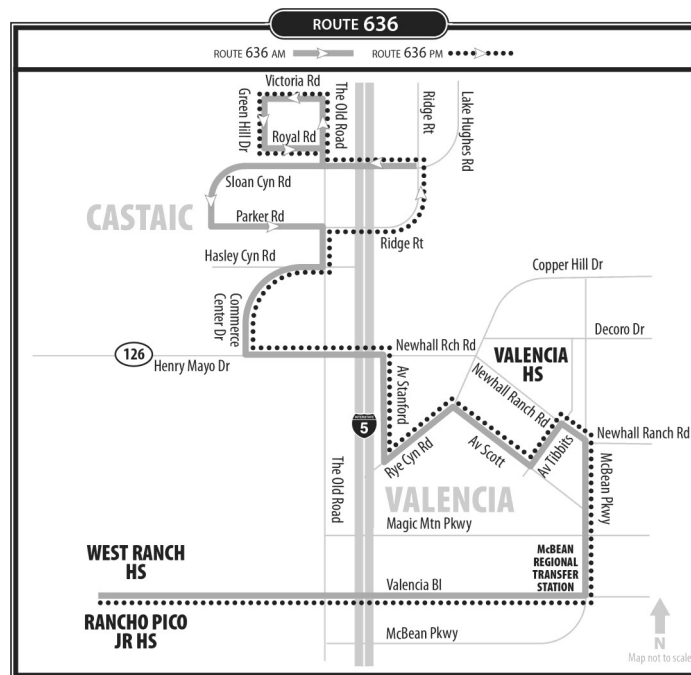 ROUTE 636
ROUTE 636 AM
ROUTE 636 PM
Victoria Rd
Green Hill Dr
Royal Rd
The Old Road
Ridge Rt
Lake Hughes Rd
Sloan Cyn Rd
CASTAIC
Parker Rd
Ridge Rt
Hasley Cyn Rd
Copper Hill Dr
Commerce
Center Dr
Decoro Dr
126
Henry Mayo Dr
Newhall Rch Rd
VALENCIA
HS
Newhall Ranch Rd
Av Stanford
INTERSTATE
5
Rye Cyn Rd
Av Scott
Av Tibbits
Newhall Ranch Rd
McBean Pkwy
The Old Road
VALENCIA
Magic Mtn Pkwy
WEST RANCH
HS
McBEAN
REGIONAL
TRANSFER
STATION
Valencia Bl
RANCHO PICO
JR HS
McBean Pkwy
N
Map not to scale